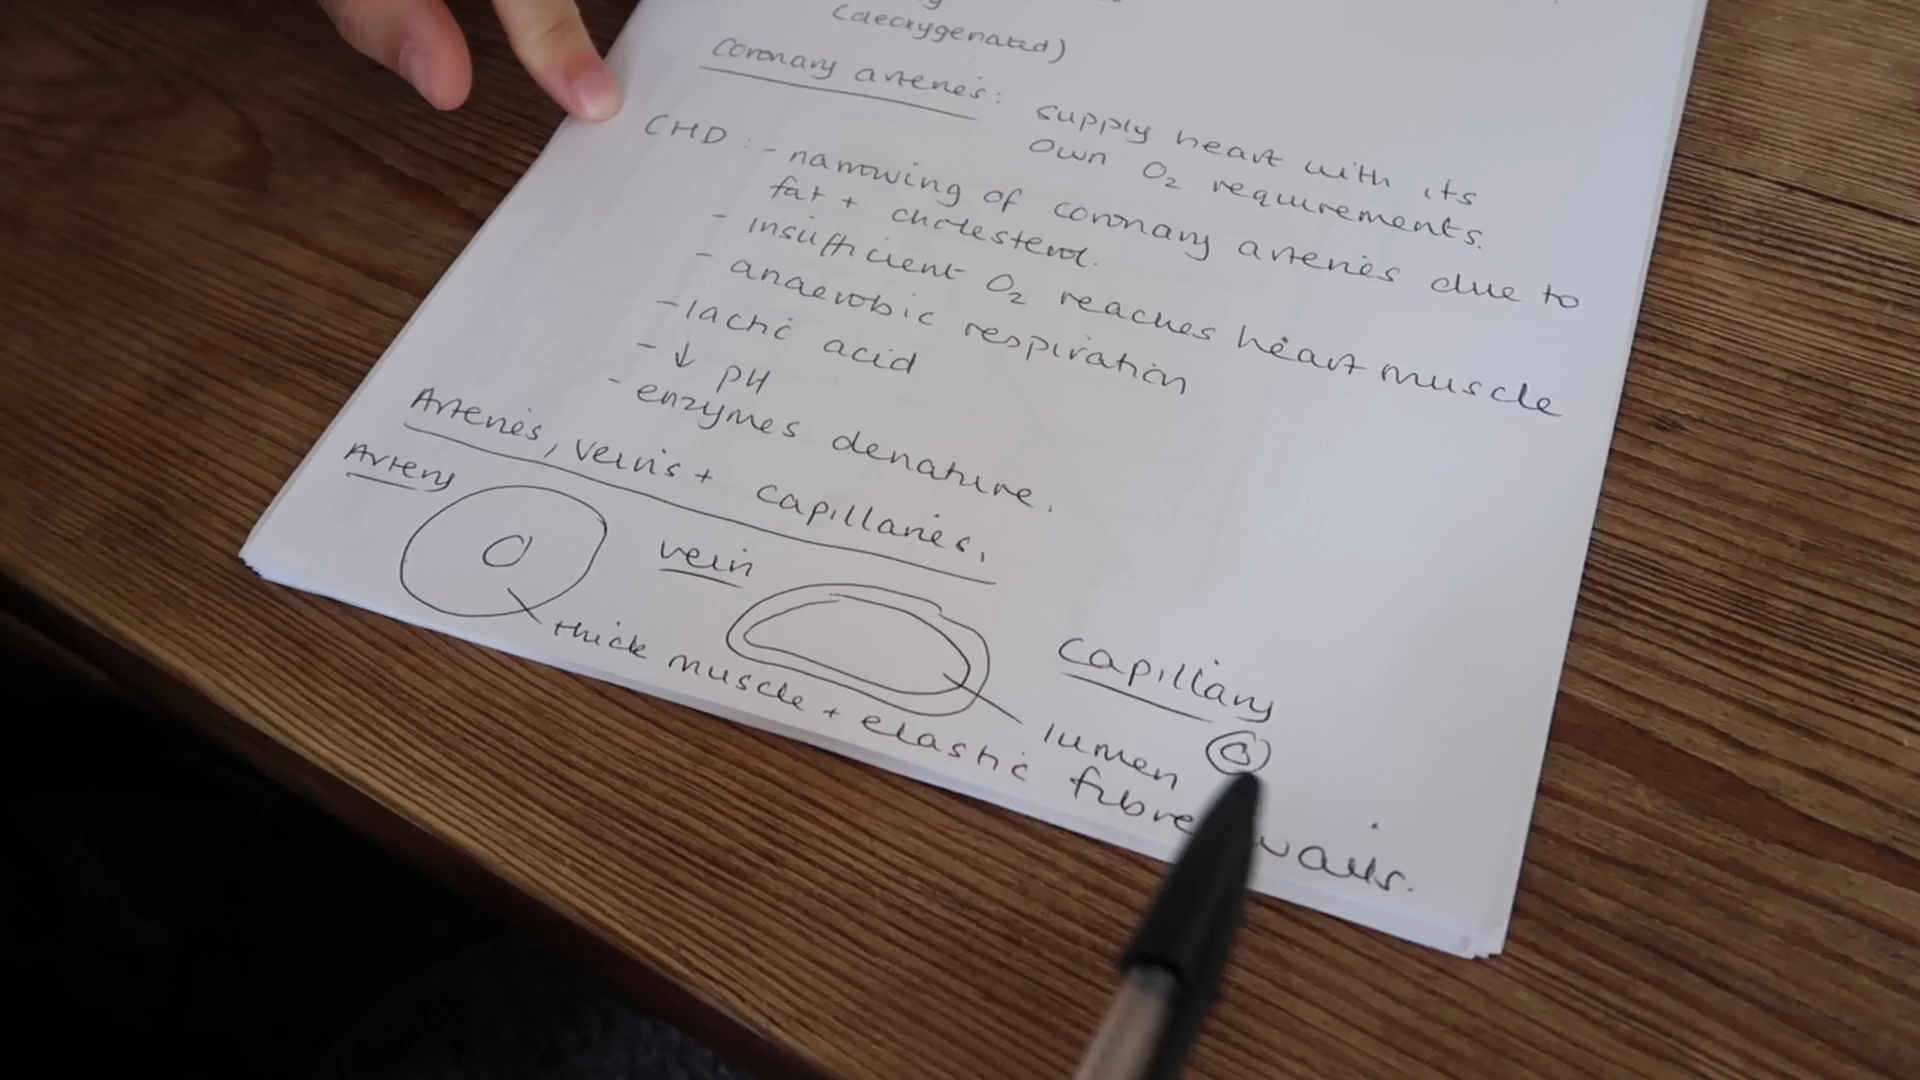 (deoxygenated)
Coronary arteries: supply heart with its
own O₂ requirements.
CHD: - narrowing of coronary arteries due to
fat + cholesterol.
- insufficient O₂ reaches heart muscle
- anaerobic respiration
- lactic acid
- ↓ pH
- enzymes denature.
Arteries, veins + capillaries.
Artery
vein
Capillary
lumen
thick muscle + elastic fibre walls.